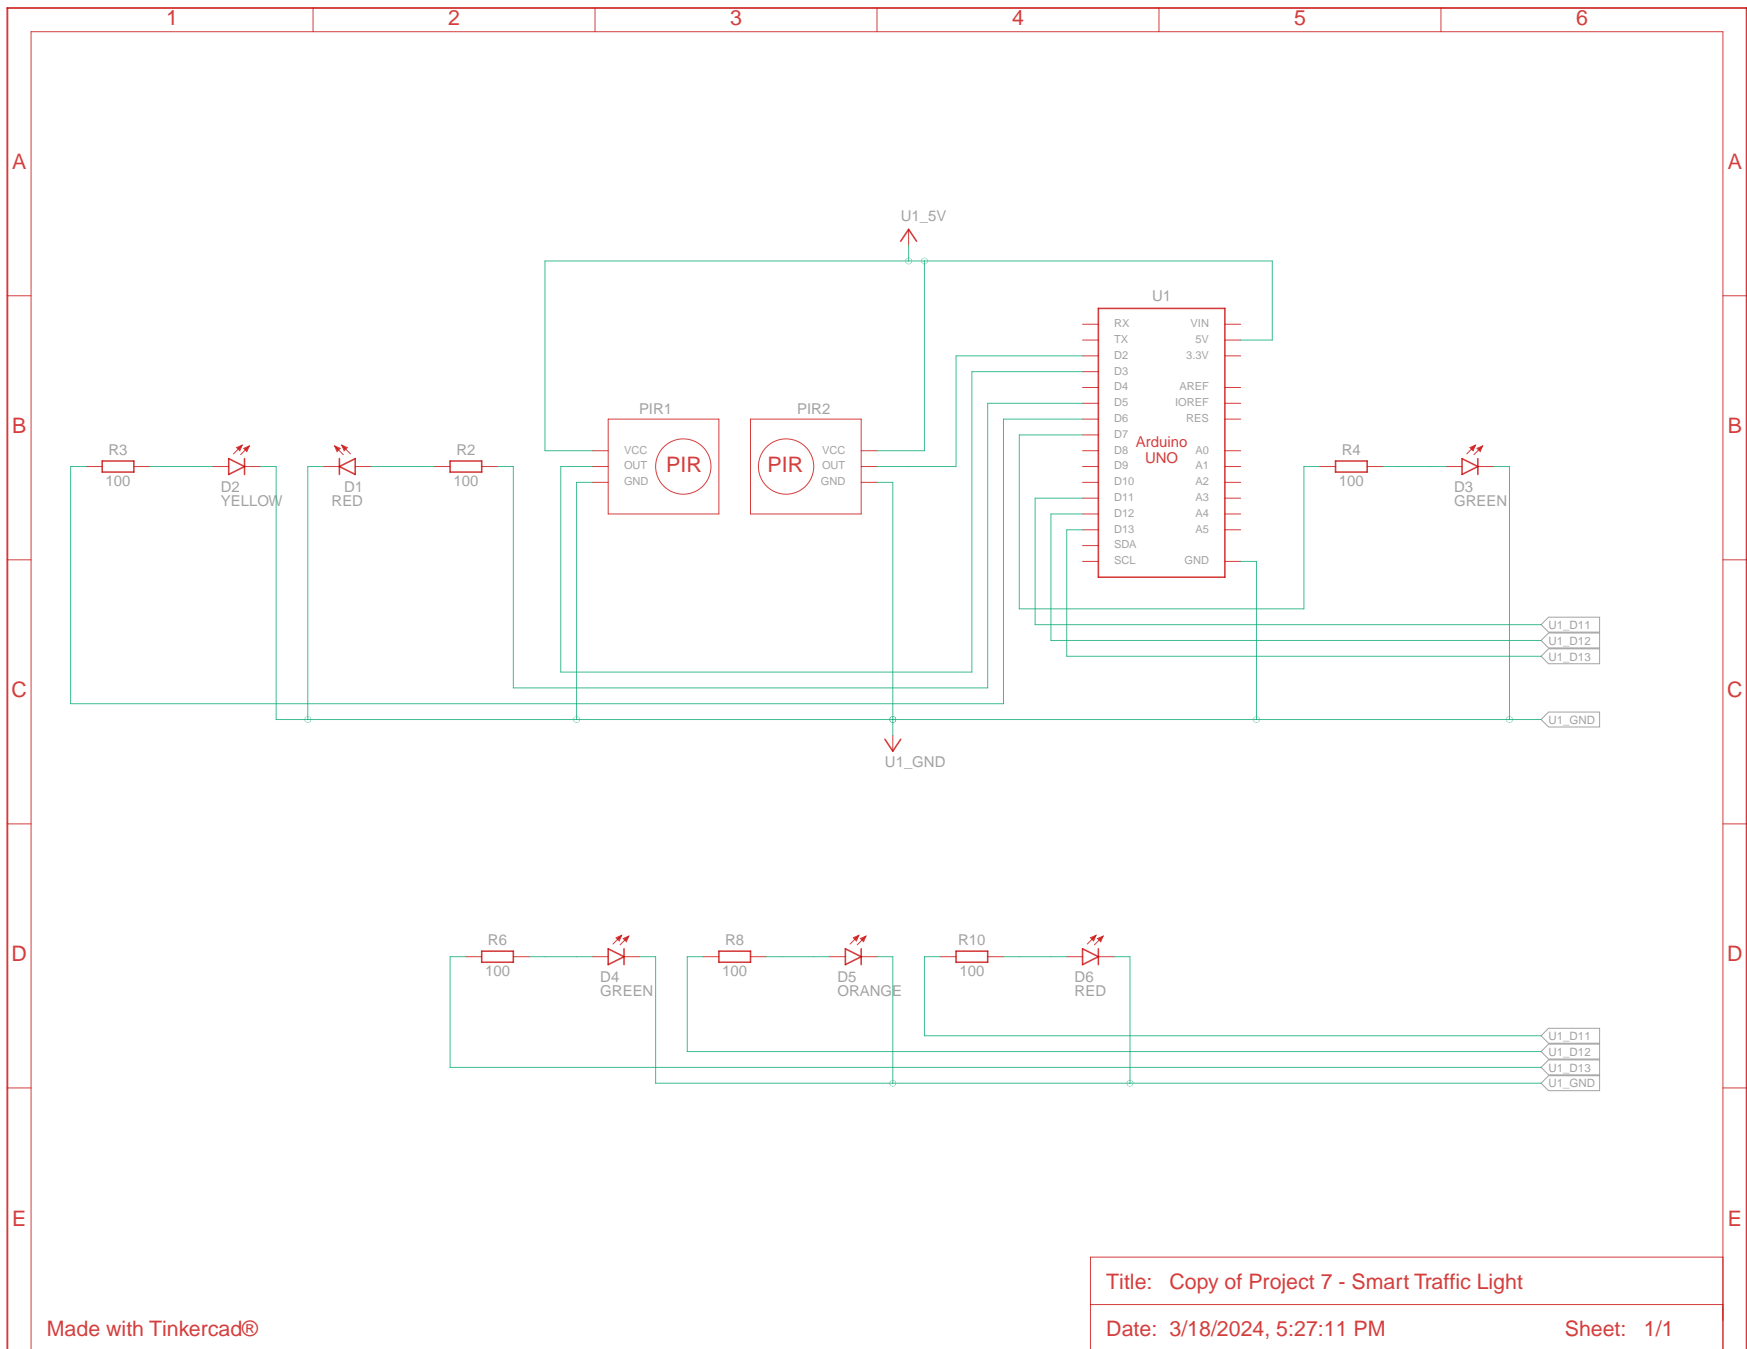 1 2 3 4 5 6
A A
U1_5V
U1
B B
RX VIN
TX 5V
D2 3.3V
D3
D4 AREF
D5 IOREF
D6 RES
D7
D8 A0
D9 A1
D10 A2
D11 A3
D12 A4
D13 A5
SDA
SCL GND
Arduino
UNO
PIR1
VCC
OUT
GND
PIR
PIR2
PIR
VCC
OUT
GND
R3
100
D2
YELLOW
D1
RED
R2
100
R4
100
D3
GREEN
U1_D11
U1_D12
U1_D13
C C
U1_GND
U1_GND
D D
R6
100
D4
GREEN
R8
100
D5
ORANGE
R10
100
D6
RED
U1_D11
U1_D12
U1_D13
U1_GND
E E
Title: Copy of Project 7 - Smart Traffic Light
Made with Tinkercad®
Date: 3/18/2024, 5:27:11 PM Sheet: 1/1